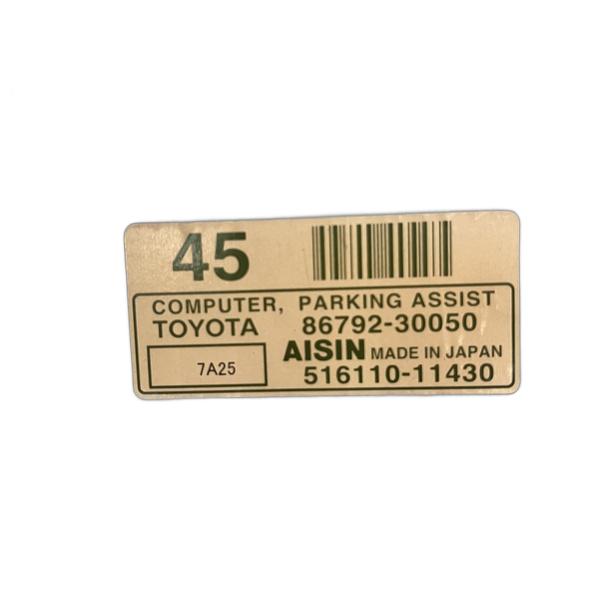 45
COMPUTER, PARKING ASSIST
TOYOTA 86792-30050
AISIN MADE IN JAPAN
7A25
516110-11430